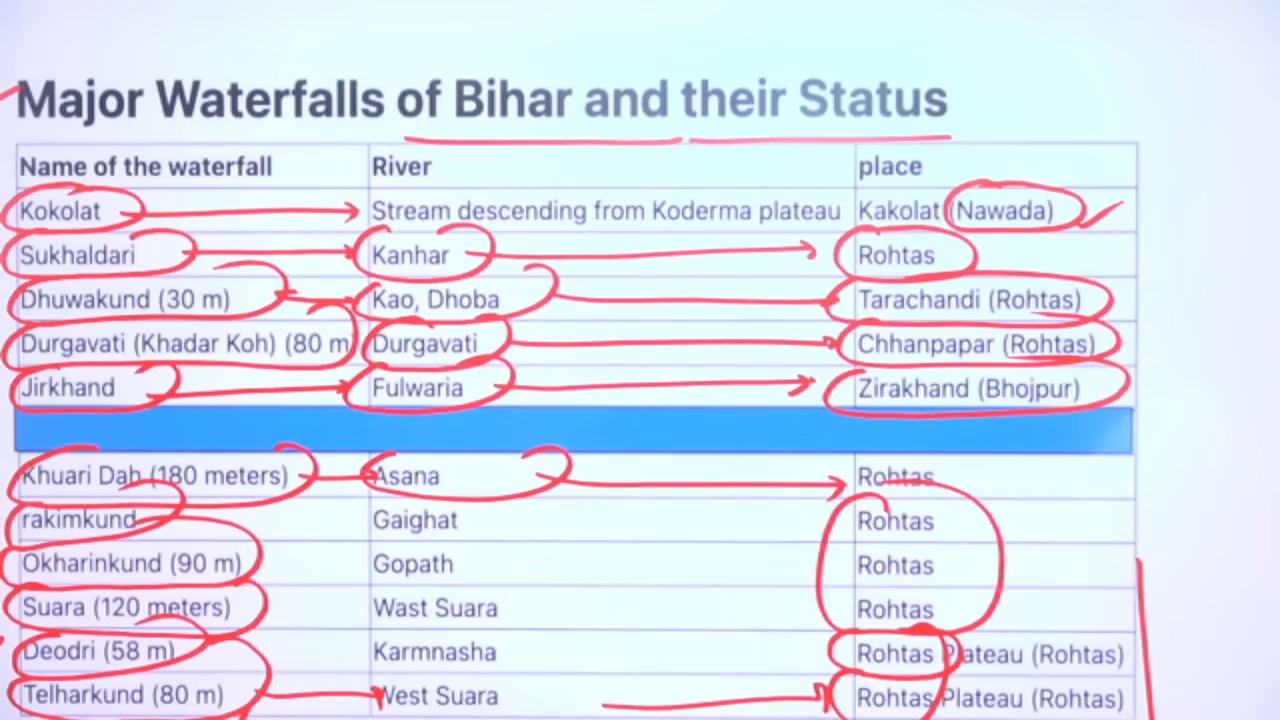 Major Waterfalls of Bihar and their Status
Name of the waterfall River place
Kokolat Stream descending from Koderma plateau Kakolat (Nawada)
Sukhaldari Kanhar Rohtas
Dhuwakund (30 m) Kao, Dhoba Tarachandi (Rohtas)
Durgavati (Khadar Koh) (80 m) Durgavati Chhanpapar (Rohtas)
Jirkhand Fulwaria Zirakhand (Bhojpur)
Khuari Dah (180 meters) Asana Rohtas
rakimkund Gaighat Rohtas
Okharinkund (90 m) Gopath Rohtas
Suara (120 meters) Wast Suara Rohtas
Deodri (58 m) Karmnasha Rohtas Plateau (Rohtas)
Telharkund (80 m) West Suara Rohtas Plateau (Rohtas)